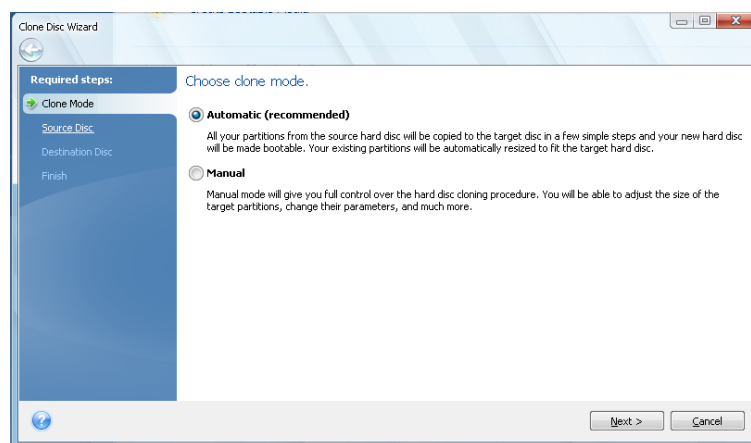 Clone Disc Wizard
Required steps:
Clone Mode
Source Disc
Destination Disc
Finish
Choose clone mode.
Automatic (recommended)
All your partitions from the source hard disc will be copied to the target disc in a few simple steps and your new hard disc
will be made bootable. Your existing partitions will be automatically resized to fit the target hard disc.
Manual
Manual mode will give you full control over the hard disc cloning procedure. You will be able to adjust the size of the
target partitions, change their parameters, and much more.
Next >
Cancel